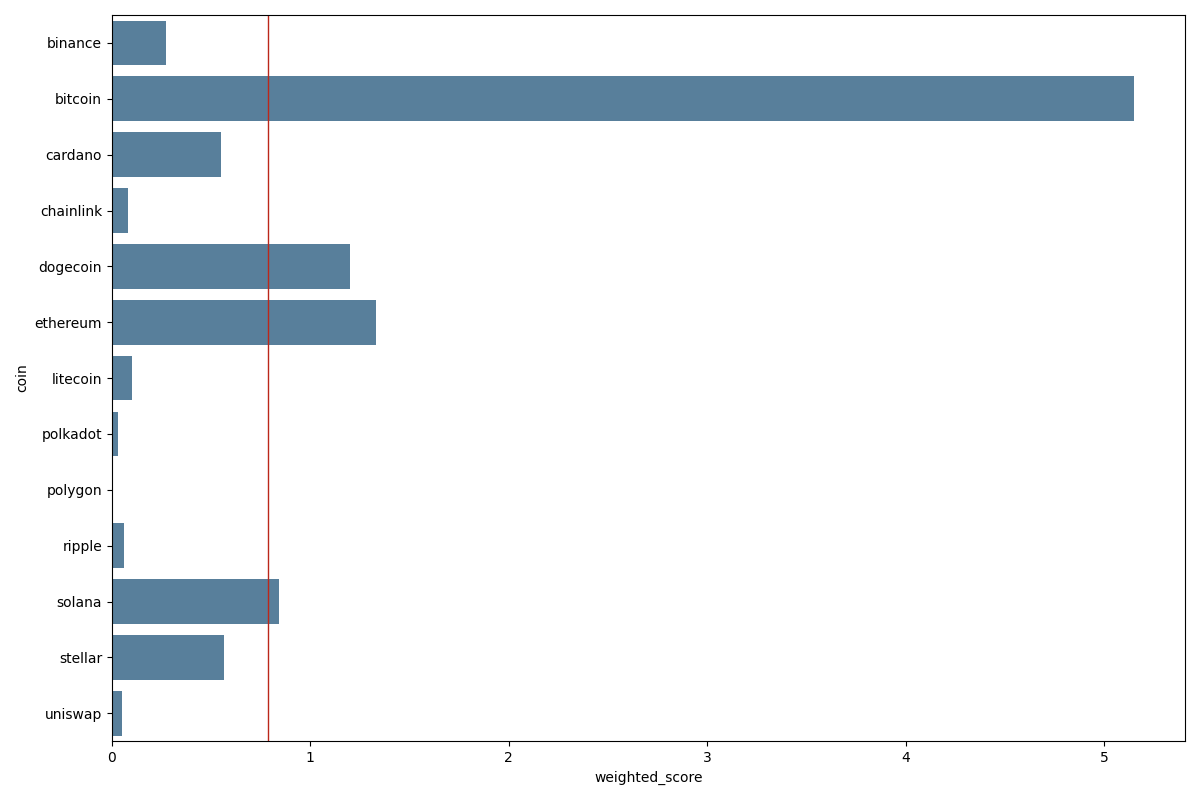 binance
bitcoin
cardano
chainlink
dogecoin
ethereum
litecoin
polkadot
polygon
ripple
solana
stellar
uniswap
coin
0 1 2 3 4 5
weighted_score